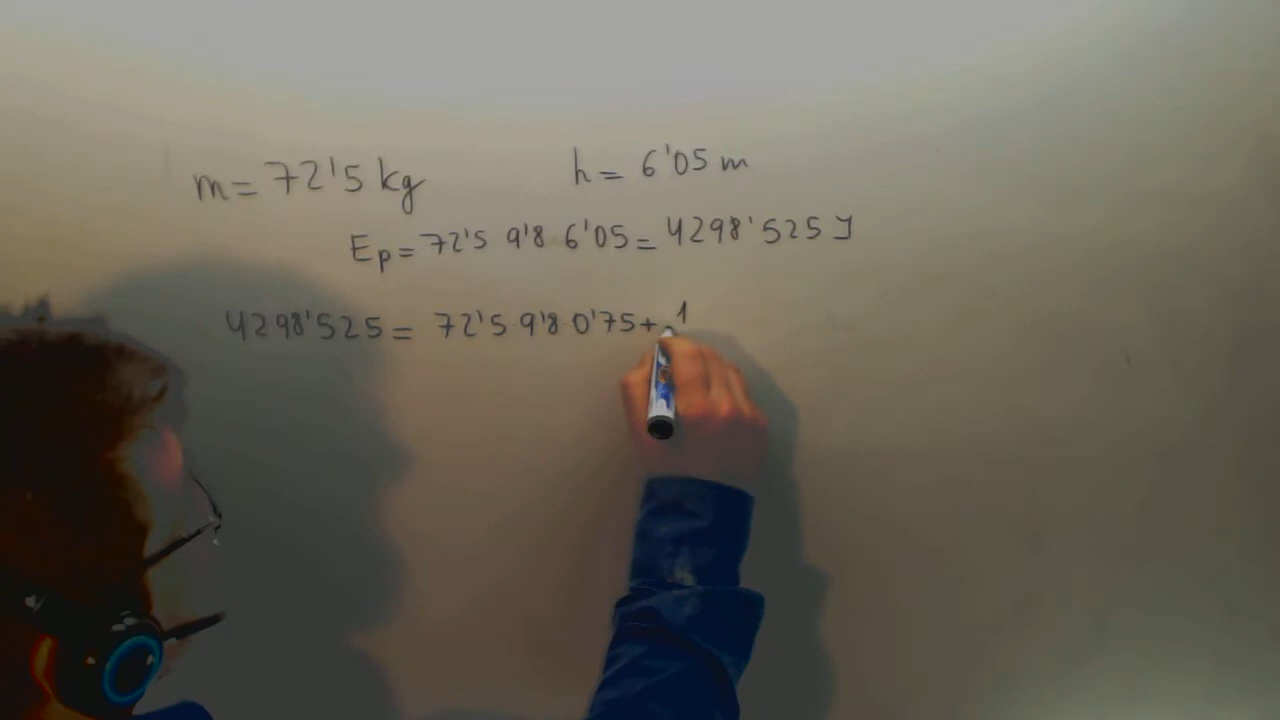 m = 72'5 kg h = 6'05 m
Ep = 72'5 9'8 6'05 = 4298'525 J
4298'525 = 72'5 9'8 0'75 + 1